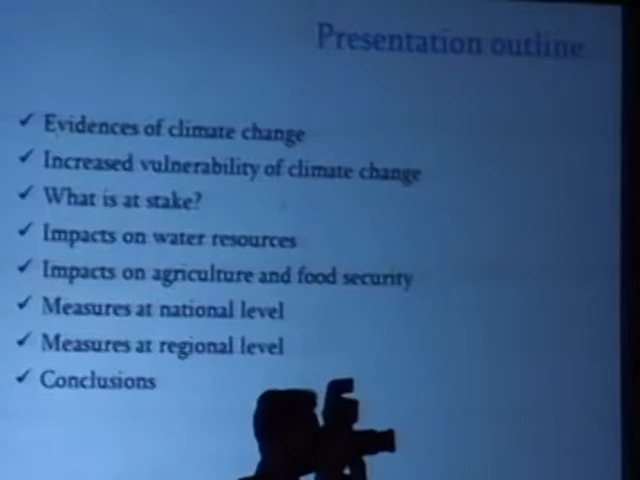 Presentation outline
✓ Evidences of climate change
✓ Increased vulnerability of climate change
✓ What is at stake?
✓ Impacts on water resources
✓ Impacts on agriculture and food security
✓ Measures at national level
✓ Measures at regional level
✓ Conclusions